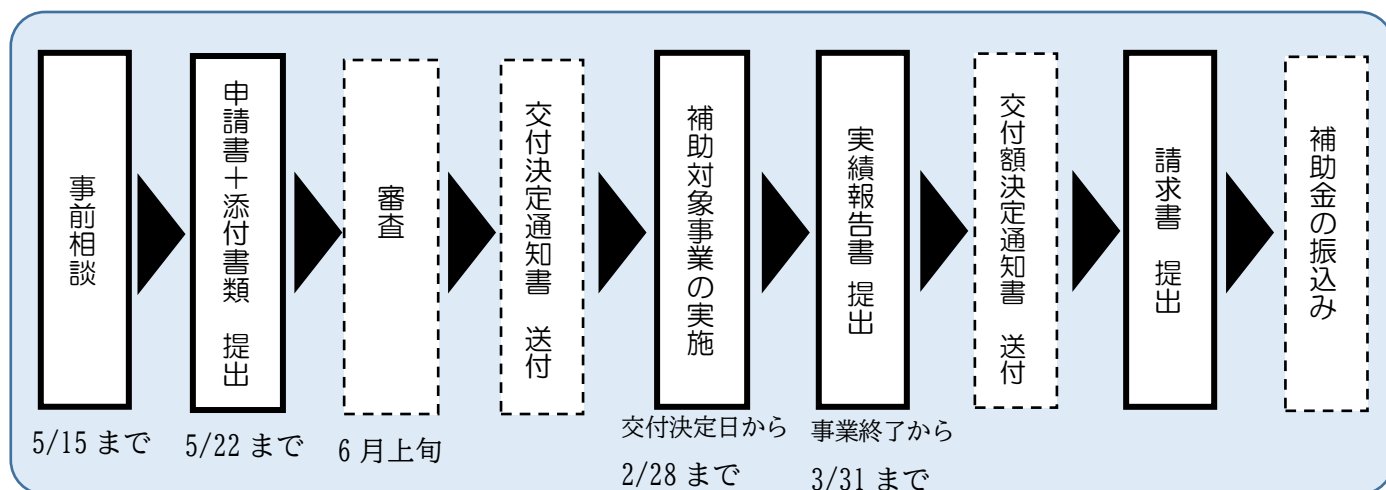 事前相談
申請書＋添付書類　提出
審査
交付決定通知書　送付
補助対象事業の実施
実績報告書 提出
交付額決定通知書　送付
請求書　提出
補助金の振込み
5/15 まで
5/22 まで
6 月上旬
交付決定日から
2/28 まで
事業終了から
3/31 まで